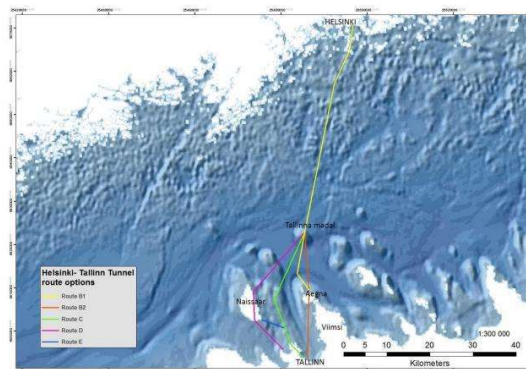 HELSINKI
Tallinna madal
Helsinki- Tallinn Tunnel
route options
Route B1
Route B2
Route C
Route D
Route E
Naissaar
Aegna
Viimsi
TALLINN
1:300 000
0 5 10 20 30 40
Kilometers